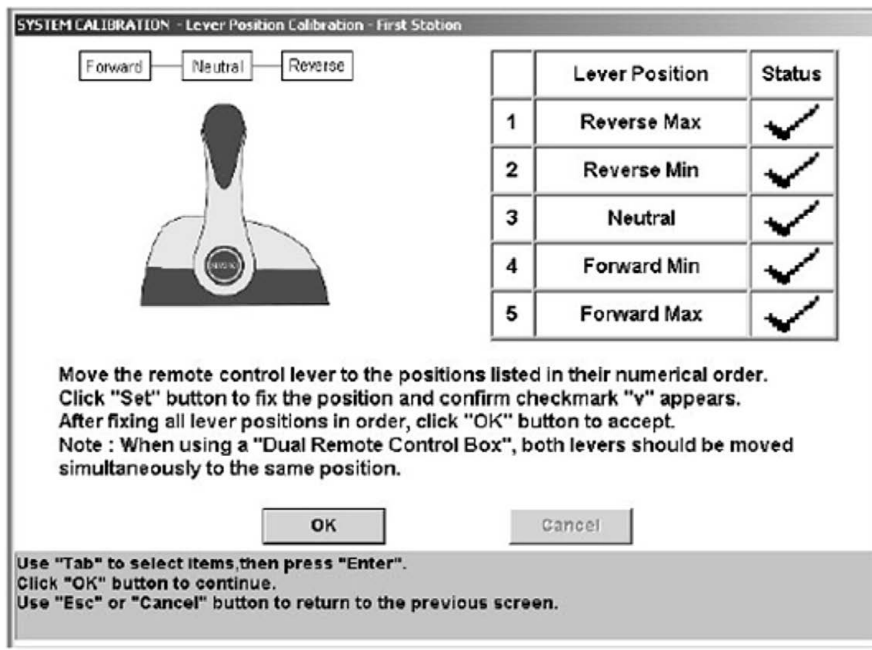 SYSTEM CALIBRATION - Lever Position Calibration - First Station
Forward Neutral Reverse
Lever Position Status
1 Reverse Max
2 Reverse Min
3 Neutral
4 Forward Min
5 Forward Max
Move the remote control lever to the positions listed in their numerical order.
Click "Set" button to fix the position and confirm checkmark "v" appears.
After fixing all lever positions in order, click "OK" button to accept.
Note : When using a "Dual Remote Control Box", both levers should be moved
simultaneously to the same position.
OK Cancel
Use "Tab" to select items,then press "Enter".
Click "OK" button to continue.
Use "Esc" or "Cancel" button to return to the previous screen.